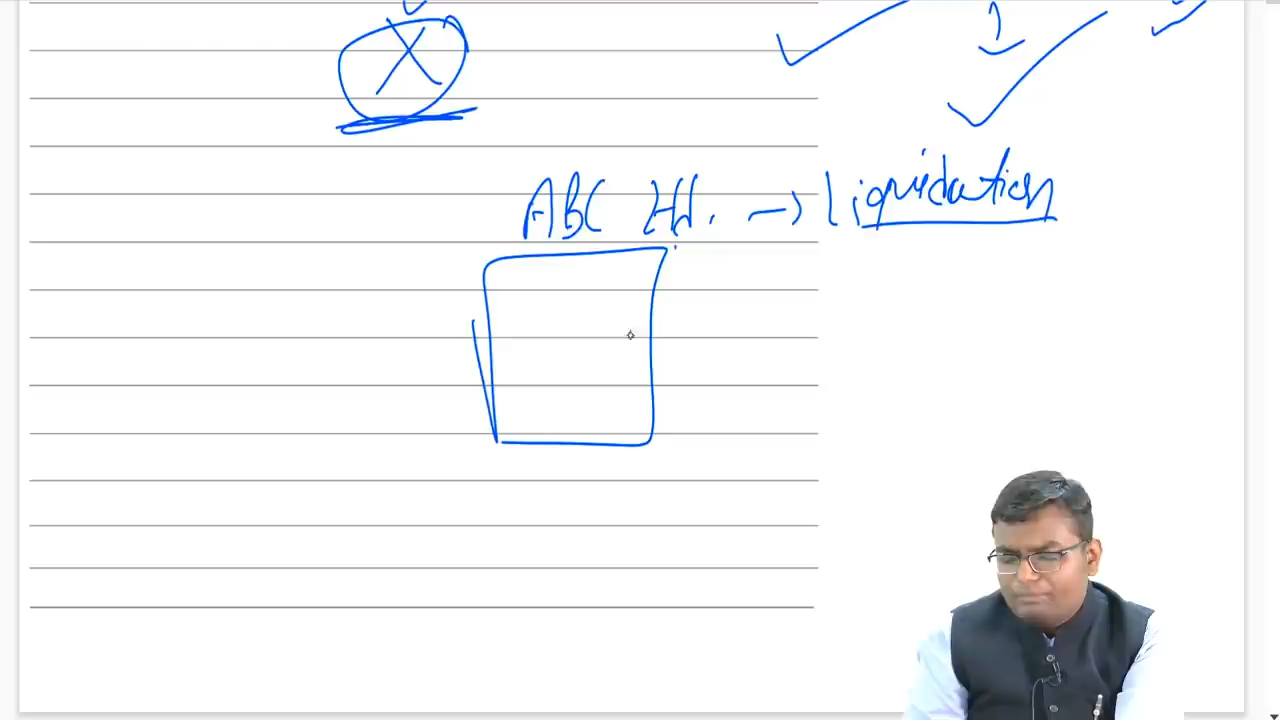 X
ABC Ltd. → Liquidation